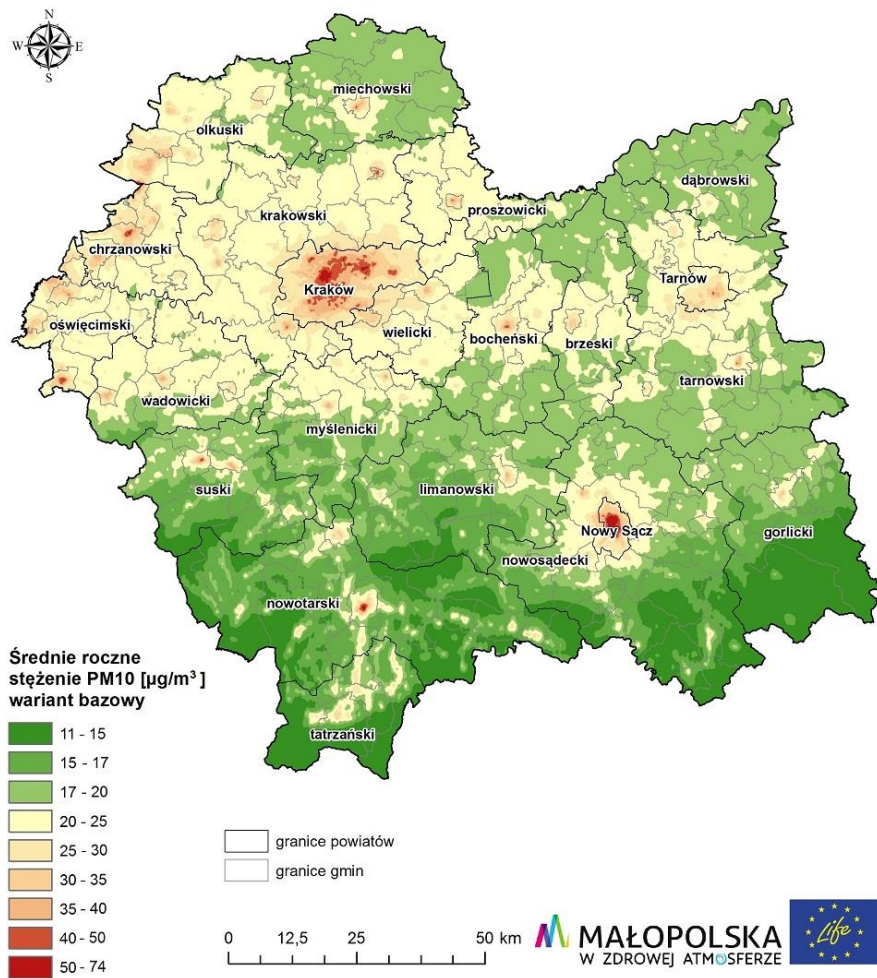 N
W E
S
miechowski
olkuski
dąbrowski
proszowicki
krakowski
chrzanowski
Tarnów
Kraków
oświęcimski
wielicki
bocheński
brzeski
tarnowski
wadowicki
myślenicki
suski
limanowski
Nowy Sącz
gorlicki
nowosądecki
nowotarski
tatrzański
Średnie roczne
stężenie PM10 [µg/m³]
wariant bazowy
11 - 15
15 - 17
17 - 20
20 - 25
25 - 30
30 - 35
35 - 40
40 - 50
50 - 74
granice powiatów
granice gmin
0 12,5 25 50 km
MAŁOPOLSKA
W ZDROWEJ ATMOSFERZE
Life